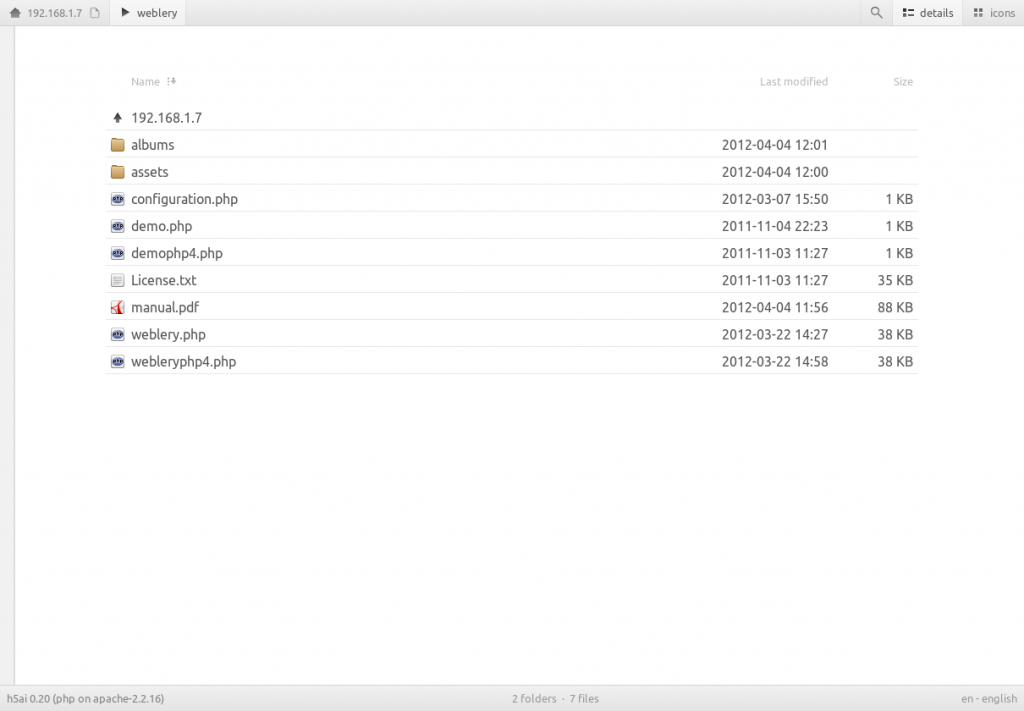 192.168.1.7 weblery details icons
Name Last modified Size
192.168.1.7
albums 2012-04-04 12:01
assets 2012-04-04 12:00
configuration.php 2012-03-07 15:50 1 KB
demo.php 2011-11-04 22:23 1 KB
demophp4.php 2011-11-03 11:27 1 KB
License.txt 2011-11-03 11:27 35 KB
manual.pdf 2012-04-04 11:56 88 KB
weblery.php 2012-03-22 14:27 38 KB
webleryphp4.php 2012-03-22 14:58 38 KB
h5ai 0.20 (php on apache-2.2.16) 2 folders · 7 files en - english